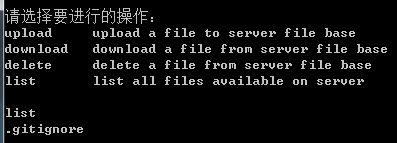 请选择要进行的操作:
upload upload a file to server file base
download download a file from server file base
delete delete a file from server file base
list list all files available on server
list
.gitignore